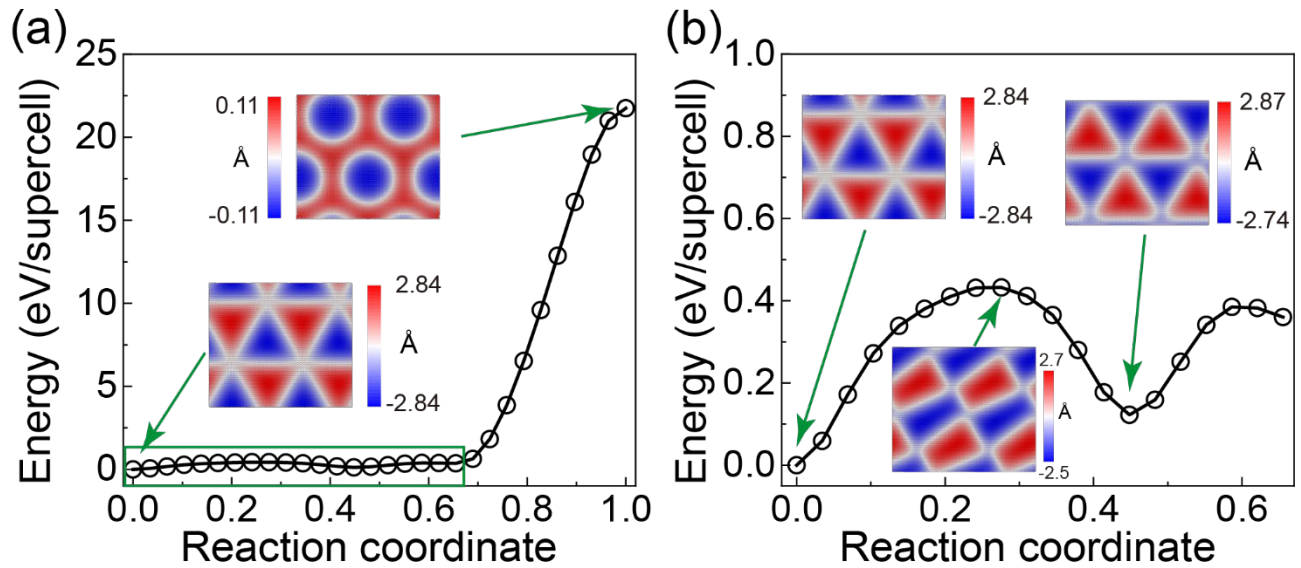 (a)
25
20
15
10
5
0
Energy (eV/supercell)
0.11
Å
-0.11
2.84
Å
-2.84
0.0 0.2 0.4 0.6 0.8 1.0
Reaction coordinate
(b)
1.0
0.8
0.6
0.4
0.2
0.0
Energy (eV/supercell)
2.84
Å
-2.84
2.87
Å
-2.74
2.7
Å
-2.5
0.0 0.2 0.4 0.6
Reaction coordinate